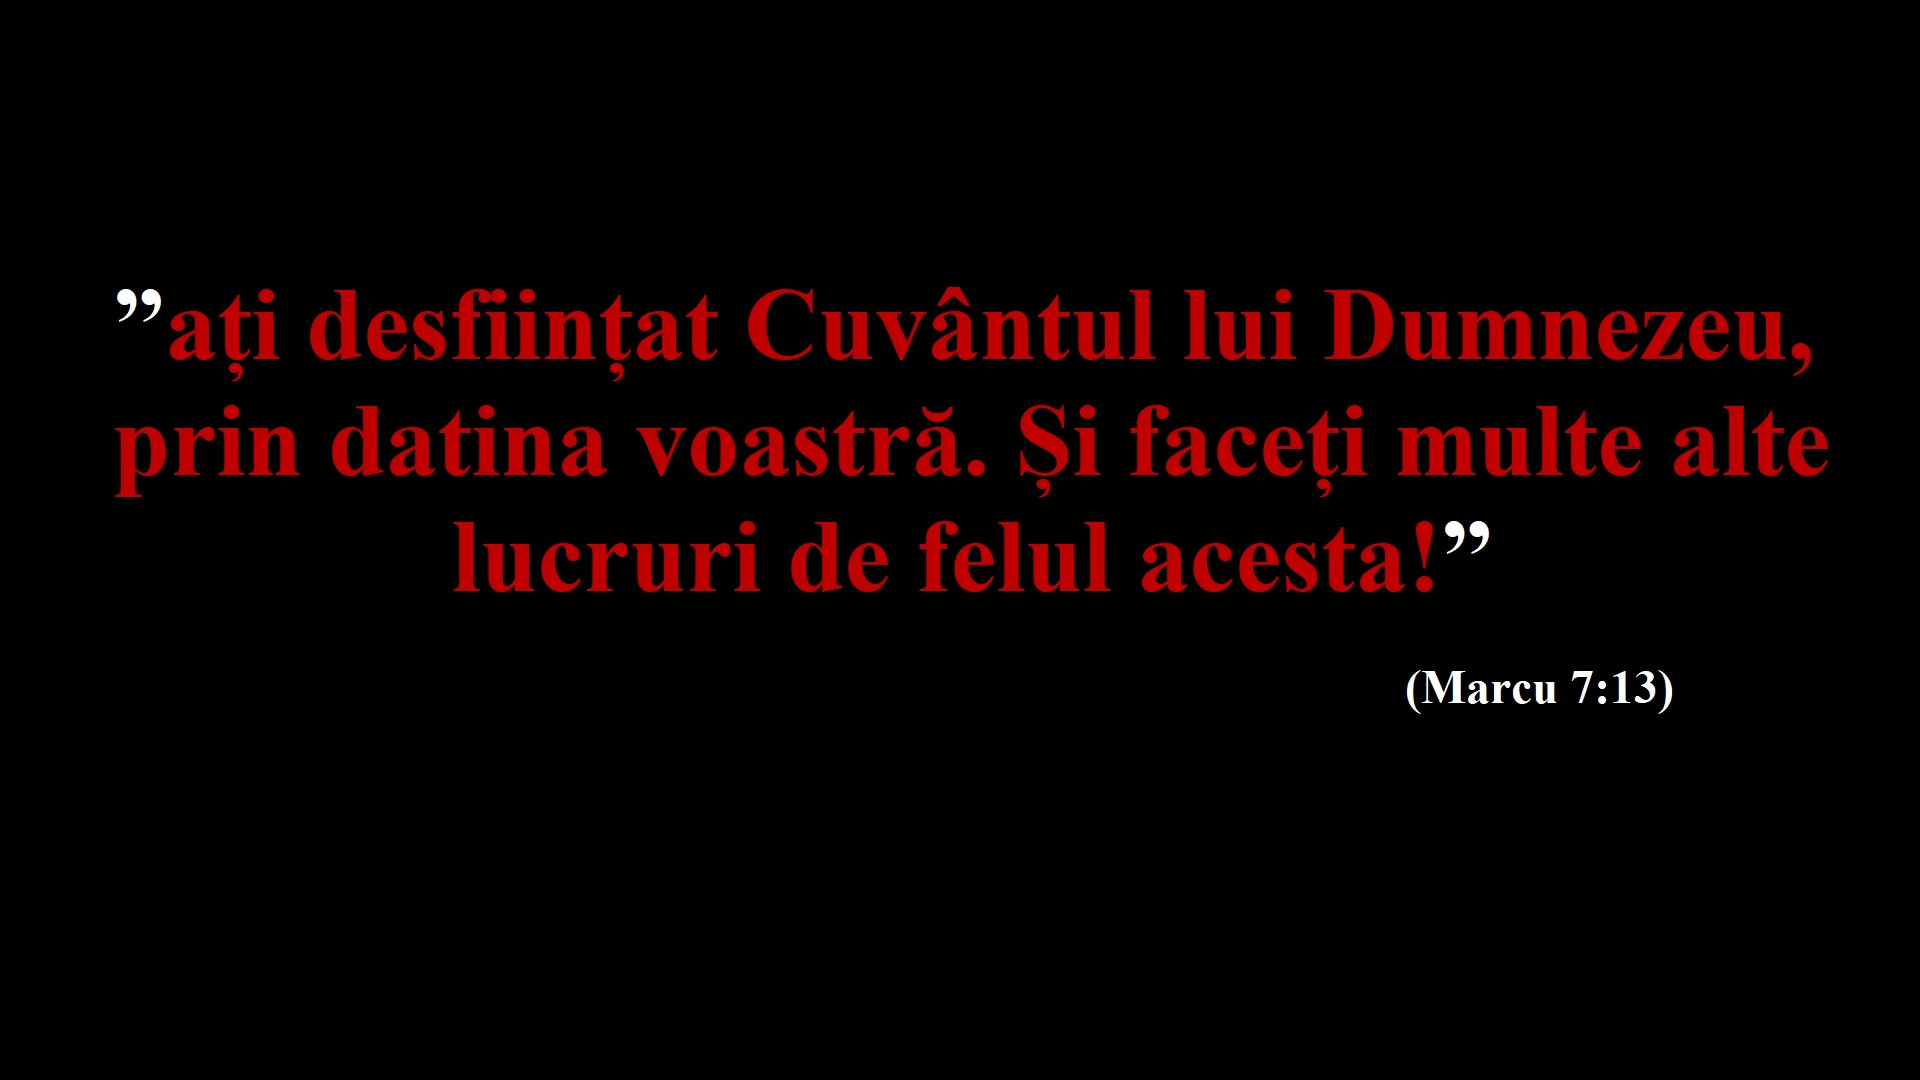 ”ați desființat Cuvântul lui Dumnezeu,
prin datina voastră. Și faceți multe alte
lucruri de felul acesta!”
(Marcu 7:13)